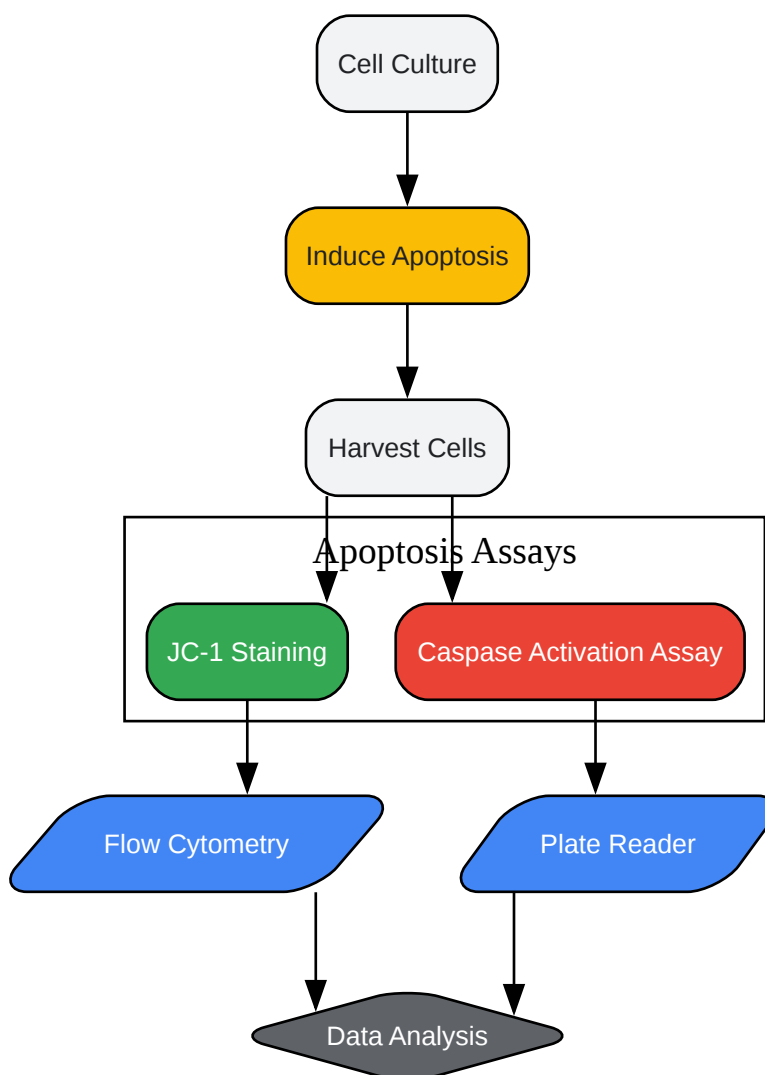 Cell Culture
Induce Apoptosis
Harvest Cells
Apoptosis Assays
JC-1 Staining
Caspase Activation Assay
Flow Cytometry
Plate Reader
Data Analysis